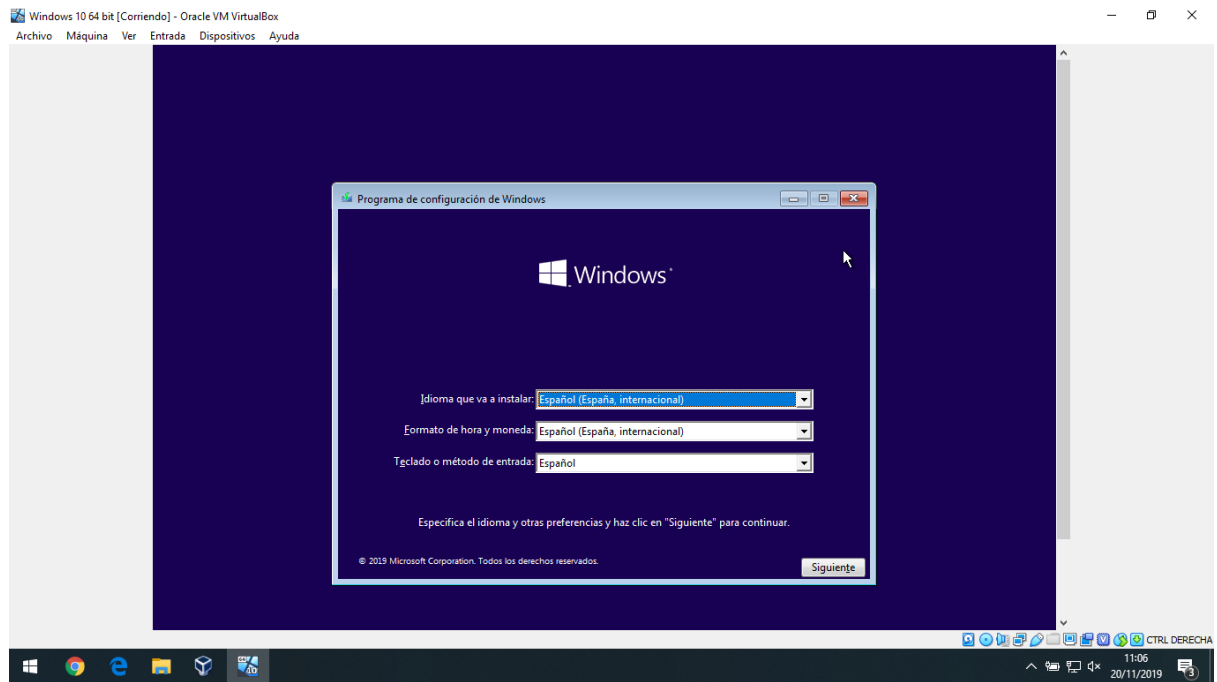 Windows 10 64 bit [Corriendo] - Oracle VM VirtualBox
Archivo Máquina Ver Entrada Dispositivos Ayuda
Programa de configuración de Windows
Windows
Idioma que va a instalar: Español (España, internacional)
Formato de hora y moneda: Español (España, internacional)
Teclado o método de entrada: Español
Especifica el idioma y otras preferencias y haz clic en "Siguiente" para continuar.
© 2019 Microsoft Corporation. Todos los derechos reservados.
Siguiente
CTRL DERECHA
11:06
20/11/2019
3